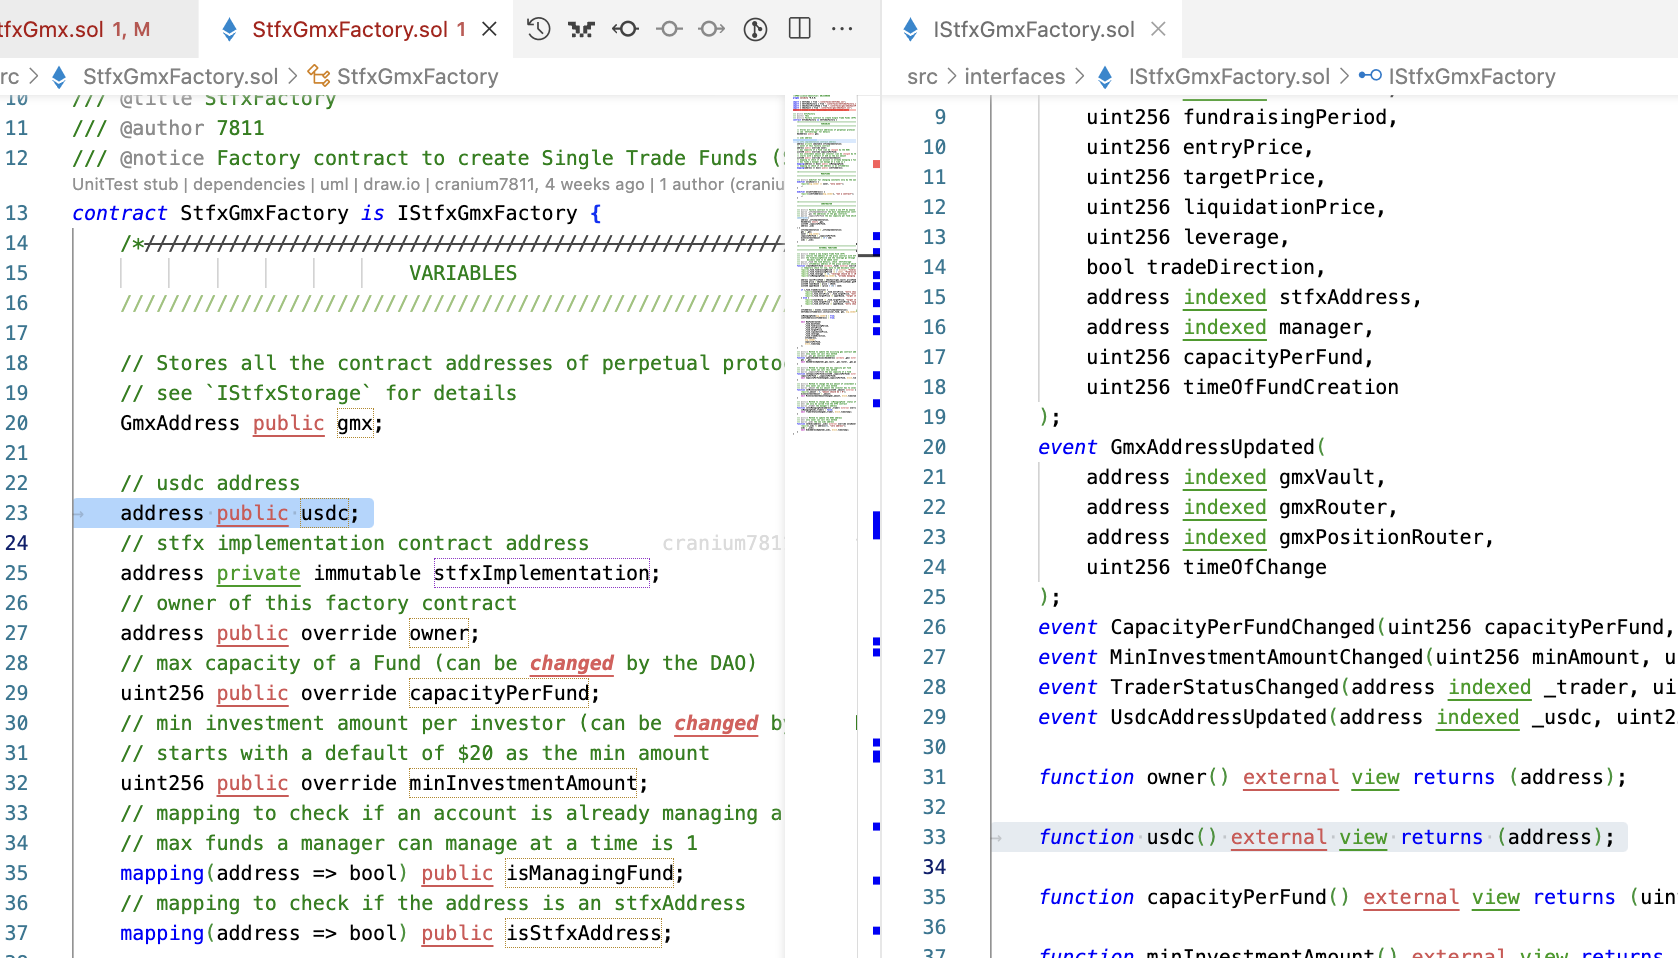 tfxGmx.sol 1, M
StfxGmxFactory.sol 1
rc > StfxGmxFactory.sol > StfxGmxFactory
10 /// @title StfxFactory
11 /// @author 7811
12 /// @notice Factory contract to create Single Trade Funds (
UnitTest stub | dependencies | uml | draw.io | cranium7811, 4 weeks ago | 1 author (craniu
13 contract StfxGmxFactory is IStfxGmxFactory {
14 /*//////////////////////////////////////////////////////
15 VARIABLES
16 ///////////////////////////////////////////////////////
17
18 // Stores all the contract addresses of perpetual proto
19 // see `IStfxStorage` for details
20 GmxAddress public gmx;
21
22 // usdc address
23 address public usdc;
24 // stfx implementation contract address cranium781
25 address private immutable stfxImplementation;
26 // owner of this factory contract
27 address public override owner;
28 // max capacity of a Fund (can be changed by the DAO)
29 uint256 public override capacityPerFund;
30 // min investment amount per investor (can be changed b
31 // starts with a default of $20 as the min amount
32 uint256 public override minInvestmentAmount;
33 // mapping to check if an account is already managing a
34 // max funds a manager can manage at a time is 1
35 mapping(address => bool) public isManagingFund;
36 // mapping to check if the address is an stfxAddress
37 mapping(address => bool) public isStfxAddress;
IStfxGmxFactory.sol
src > interfaces > IStfxGmxFactory.sol > IStfxGmxFactory
9 uint256 fundraisingPeriod,
10 uint256 entryPrice,
11 uint256 targetPrice,
12 uint256 liquidationPrice,
13 uint256 leverage,
14 bool tradeDirection,
15 address indexed stfxAddress,
16 address indexed manager,
17 uint256 capacityPerFund,
18 uint256 timeOfFundCreation
19 );
20 event GmxAddressUpdated(
21 address indexed gmxVault,
22 address indexed gmxRouter,
23 address indexed gmxPositionRouter,
24 uint256 timeOfChange
25 );
26 event CapacityPerFundChanged(uint256 capacityPerFund,
27 event MinInvestmentAmountChanged(uint256 minAmount, u
28 event TraderStatusChanged(address indexed _trader, ui
29 event UsdcAddressUpdated(address indexed _usdc, uint2
30
31 function owner() external view returns (address);
32
33 function usdc() external view returns (address);
34
35 function capacityPerFund() external view returns (uin
36
37 function minInvestmentAmount() external view returns